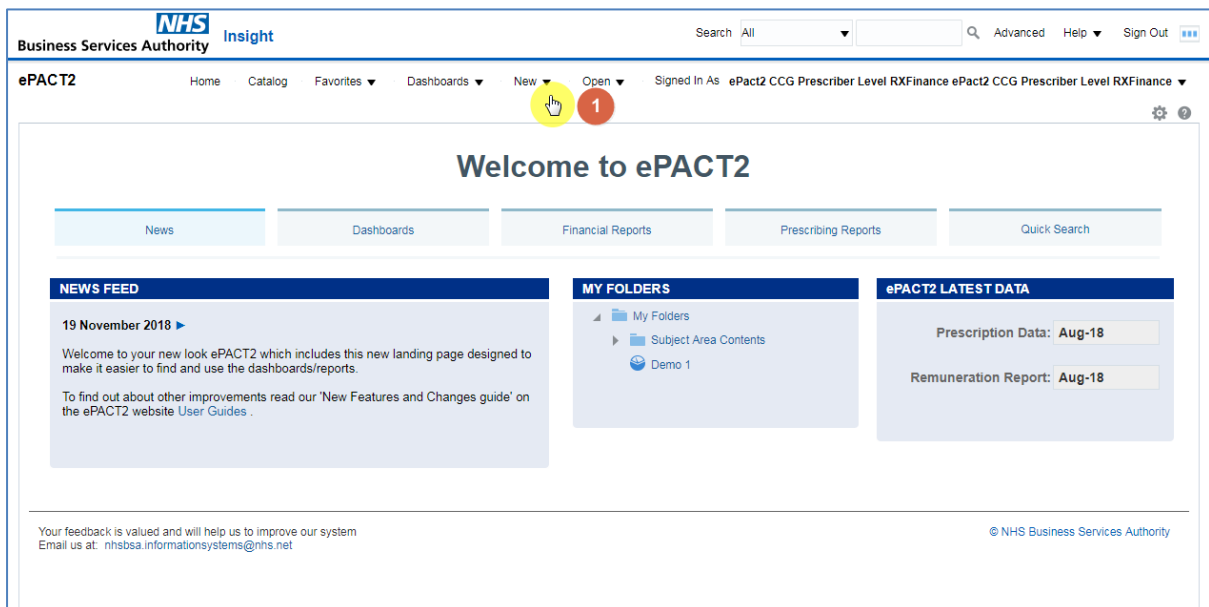 NHS
Business Services Authority
Insight
Search All Advanced Help Sign Out
ePACT2 Home Catalog Favorites Dashboards New Open Signed In As ePact2 CCG Prescriber Level RXFinance ePact2 CCG Prescriber Level RXFinance
1
Welcome to ePACT2
News Dashboards Financial Reports Prescribing Reports Quick Search
NEWS FEED
19 November 2018
Welcome to your new look ePACT2 which includes this new landing page designed to
make it easier to find and use the dashboards/reports.
To find out about other improvements read our 'New Features and Changes guide' on
the ePACT2 website User Guides .
MY FOLDERS
My Folders
Subject Area Contents
Demo 1
ePACT2 LATEST DATA
Prescription Data: Aug-18
Remuneration Report: Aug-18
Your feedback is valued and will help us to improve our system
Email us at: nhsbsa.informationsystems@nhs.net
© NHS Business Services Authority